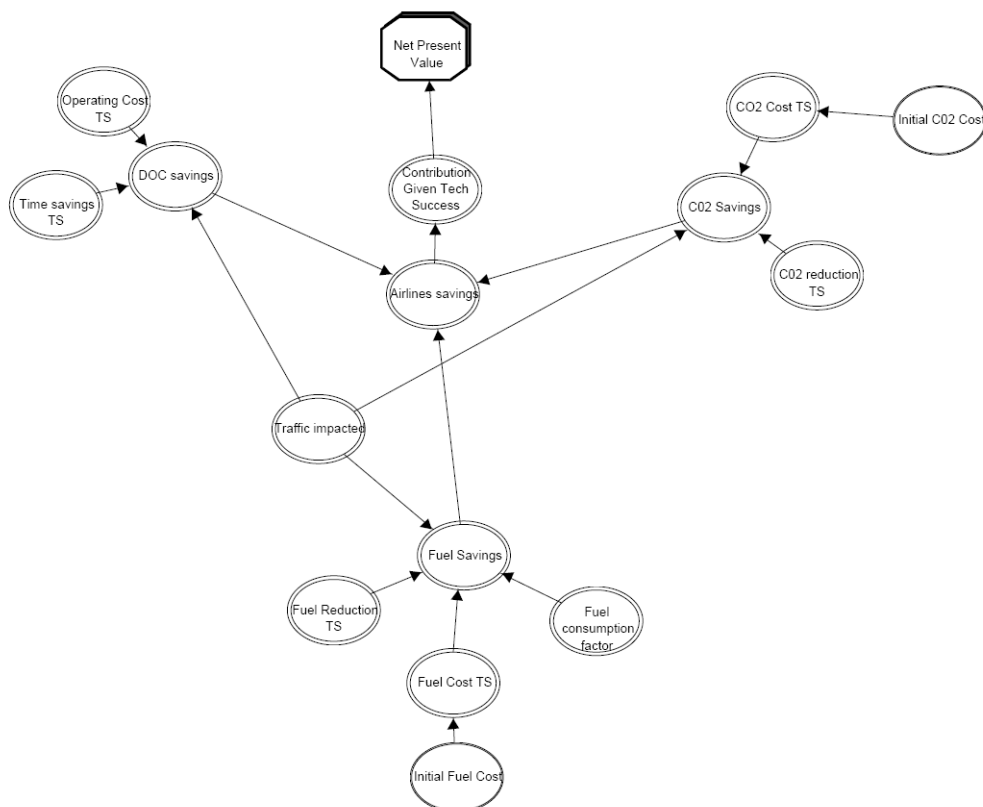 Net Present
Value
Operating Cost
TS
CO2 Cost TS
Initial C02 Cost
DOC savings
Contribution
Given Tech
Success
Time savings
TS
C02 Savings
C02 reduction
TS
Airlines savings
Traffic impacted
Fuel Savings
Fuel Reduction
TS
Fuel
consumption
factor
Fuel Cost TS
Initial Fuel Cost